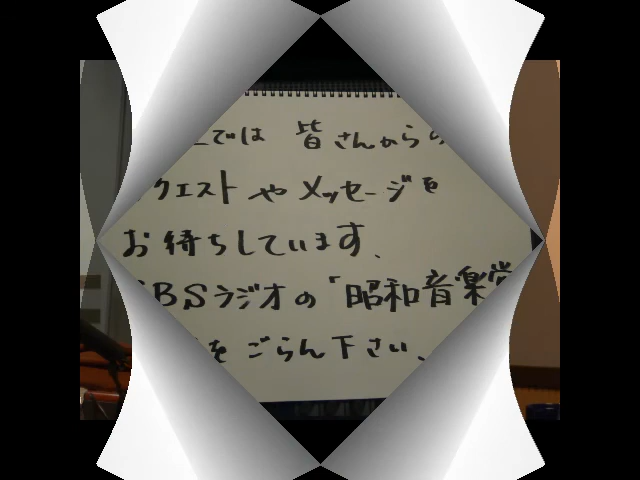 では 皆さんからの
クエストや メッセージを
お待ちしています、
BSラジオの「昭和音楽堂
を ごらん下さい、